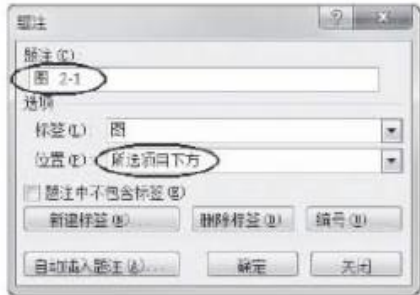 题注
题注(C):
图 2-1
选项
标签(L): 图
位置(P): 所选项目下方
题注中不包含标签(E)
新建标签(N)... 删除标签(D) 编号(U)...
自动插入题注(A)... 确定 关闭